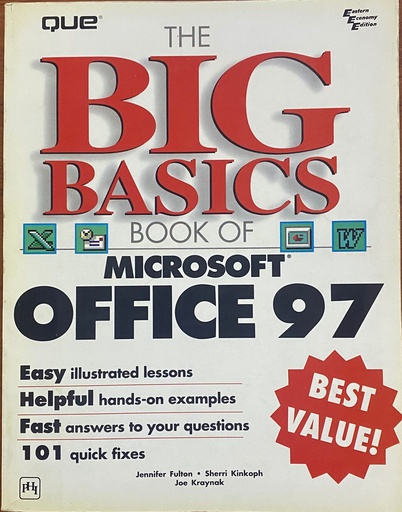 QUE®
Eastern
Economy
Edition
THE
BIG
BASICS
BOOK OF
MICROSOFT®
OFFICE 97
Easy illustrated lessons
Helpful hands-on examples
Fast answers to your questions
101 quick fixes
BEST
VALUE!
Jennifer Fulton • Sherri Kinkoph
Joe Kraynak
PHI